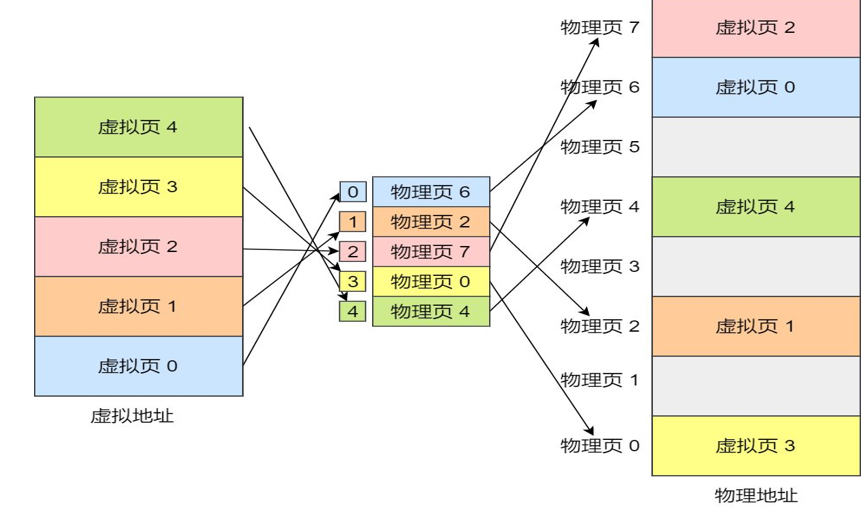 虚拟页 4
虚拟页 3
虚拟页 2
虚拟页 1
虚拟页 0
虚拟地址
0 物理页 6
1 物理页 2
2 物理页 7
3 物理页 0
4 物理页 4
物理页 7 虚拟页 2
物理页 6 虚拟页 0
物理页 5
物理页 4 虚拟页 4
物理页 3
物理页 2 虚拟页 1
物理页 1
物理页 0 虚拟页 3
物理地址